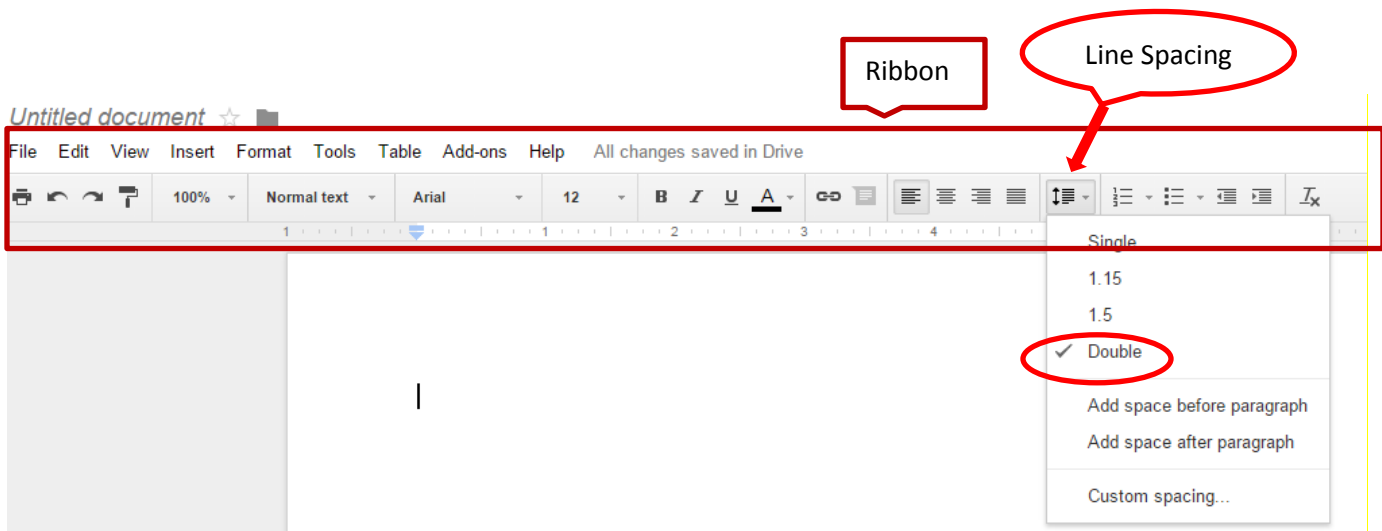 Ribbon
Line Spacing
Untitled document
File Edit View Insert Format Tools Table Add-ons Help All changes saved in Drive
100% Normal text Arial 12 B I U A
1 1 2 3 4
Single
1.15
1.5
Double
Add space before paragraph
Add space after paragraph
Custom spacing...